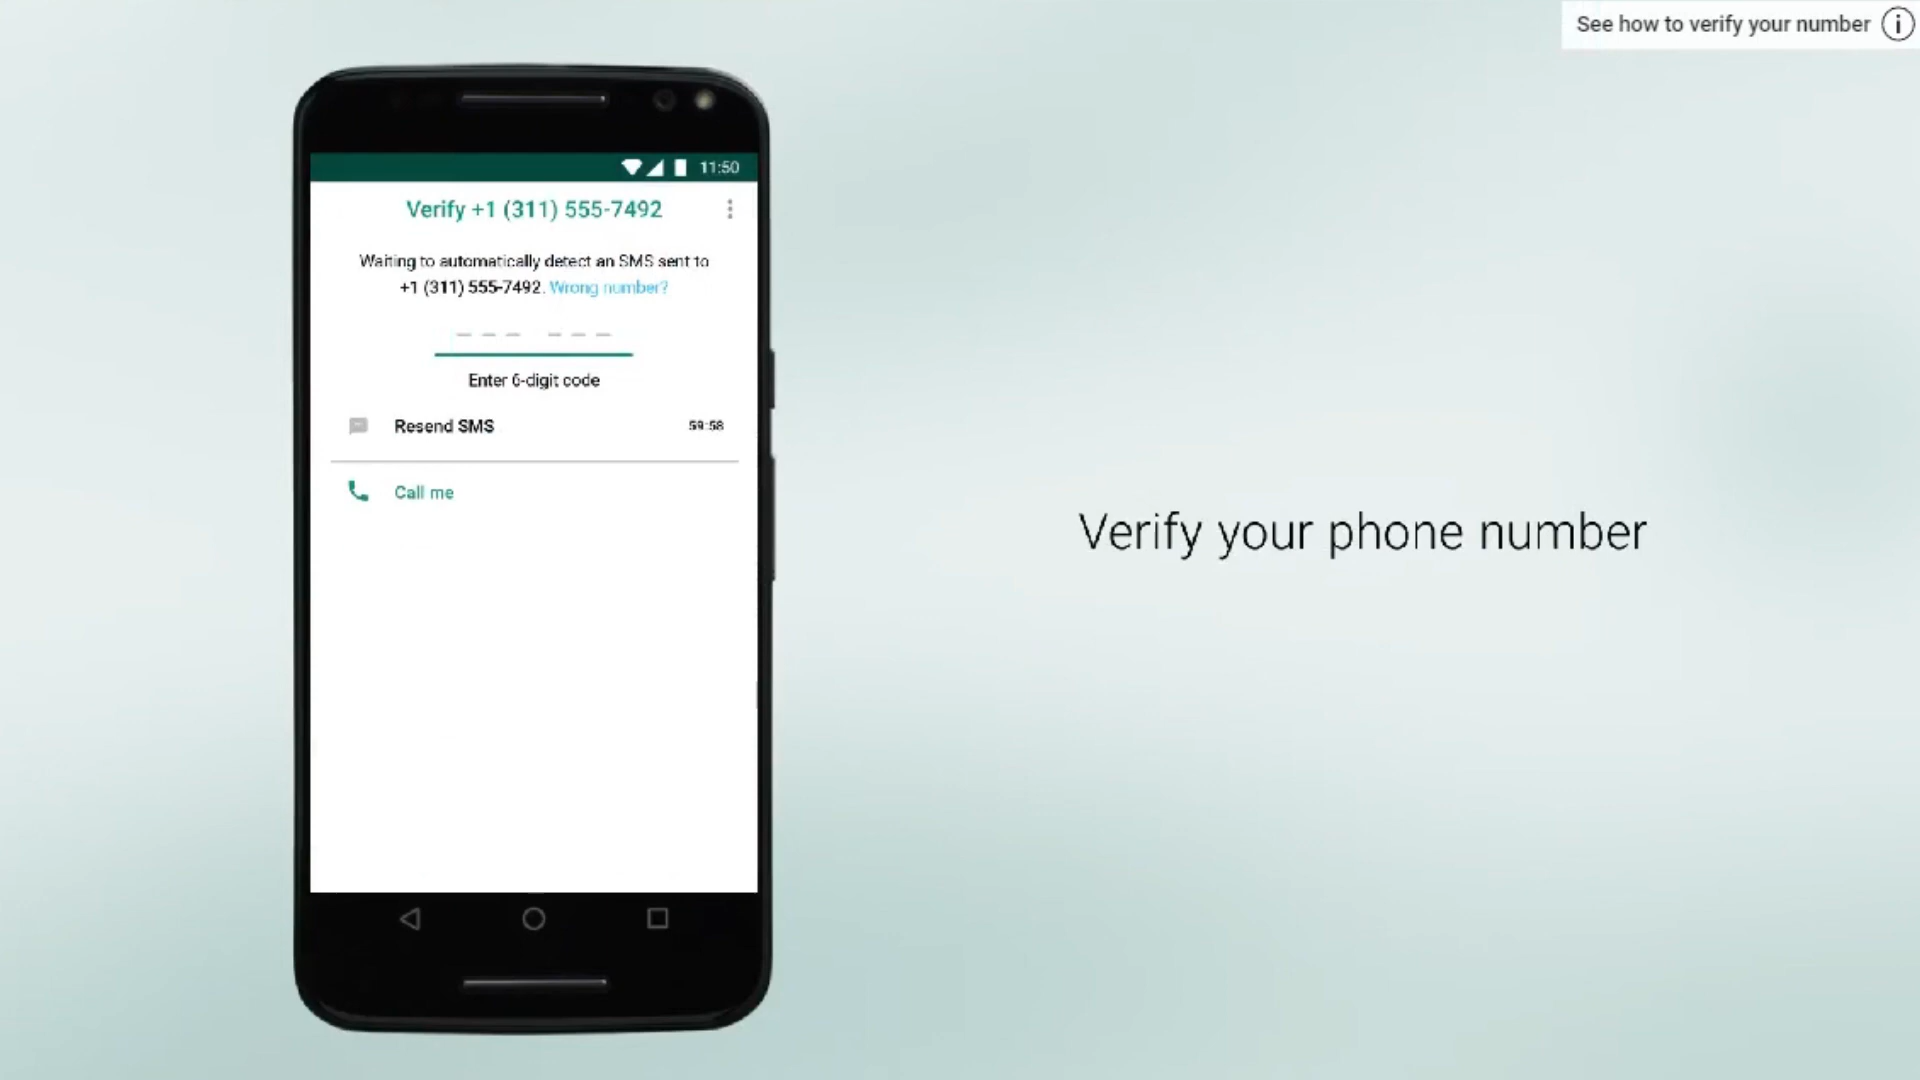 See how to verify your number
11:50
Verify +1 (311) 555-7492
Waiting to automatically detect an SMS sent to
+1 (311) 555-7492. Wrong number?
Enter 6-digit code
Resend SMS 59:58
Call me
Verify your phone number